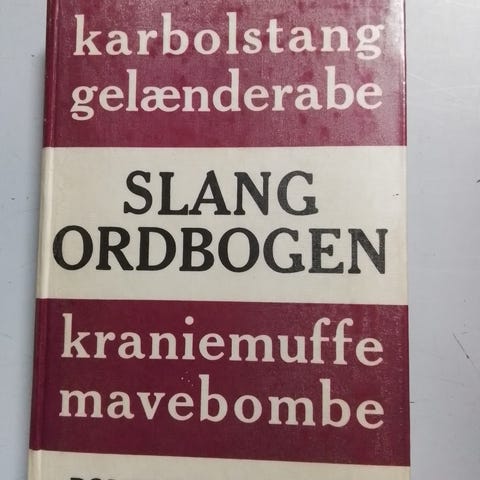 karbolstang
gelænderabe
SLANG
ORDBOGEN
kraniemuffe
mavebombe